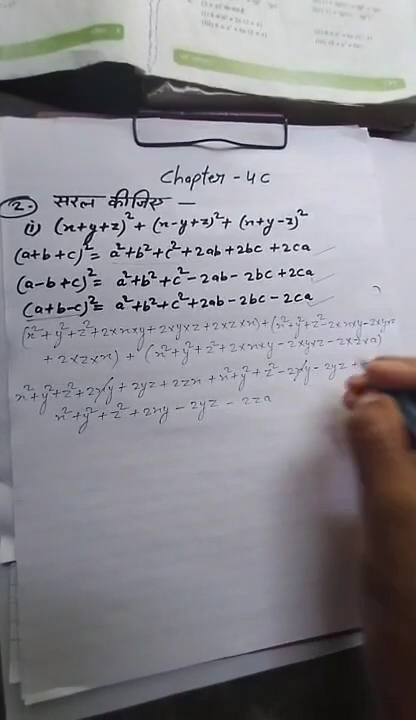 Chapter - 4C
2. सरल कीजिए -
(i) (x+y+z)² + (x-y+z)² + (x+y-z)²
(a+b+c)² = a²+b²+c²+2ab+2bc+2ca
(a-b+c)² = a²+b²+c²-2ab-2bc+2ca
(a+b-c)² = a²+b²+c²+2ab-2bc-2ca
(x²+y²+z²+2×x×y+2×y×z+2×z×x)+(x²+y²+z²-2×x×y-2×y×z
+2×z×x) + (x²+y²+z²+2×x×y-2×y×z-2×z×x)
x²+y²+z²+2xy+2yz+2zx+x²+y²+z²-2xy-2yz+
x²+y²+z²+2xy-2yz-2zx